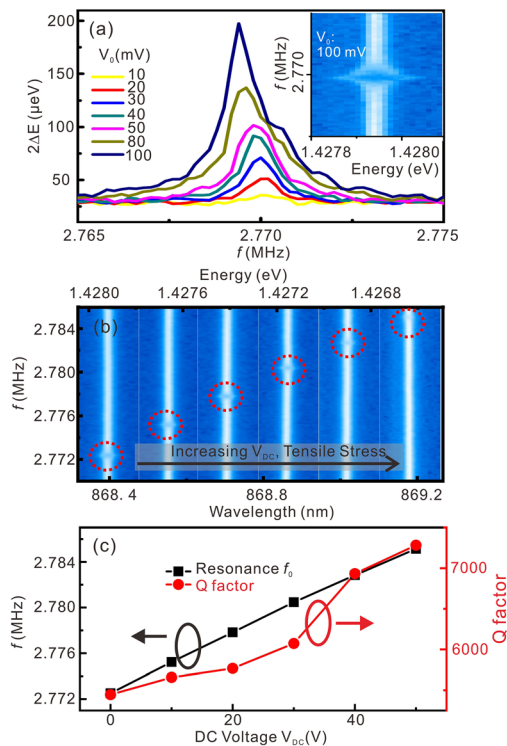 (a)
V₀(mV)
10
20
30
40
50
80
100
200
150
100
50
2ΔE (µeV)
2.765
2.770
2.775
f (MHz)
V₀:
100 mV
f (MHz)
2.770
1.4278
1.4280
Energy (eV)
Energy (eV)
1.4280
1.4276
1.4272
1.4268
(b)
2.784
2.780
2.776
2.772
f (MHz)
Increasing V_DC, Tensile Stress
868.4
868.8
869.2
Wavelength (nm)
(c)
Resonance f₀
Q factor
2.784
2.780
2.776
2.772
f (MHz)
7000
6000
Q factor
0
20
40
DC Voltage V_DC(V)